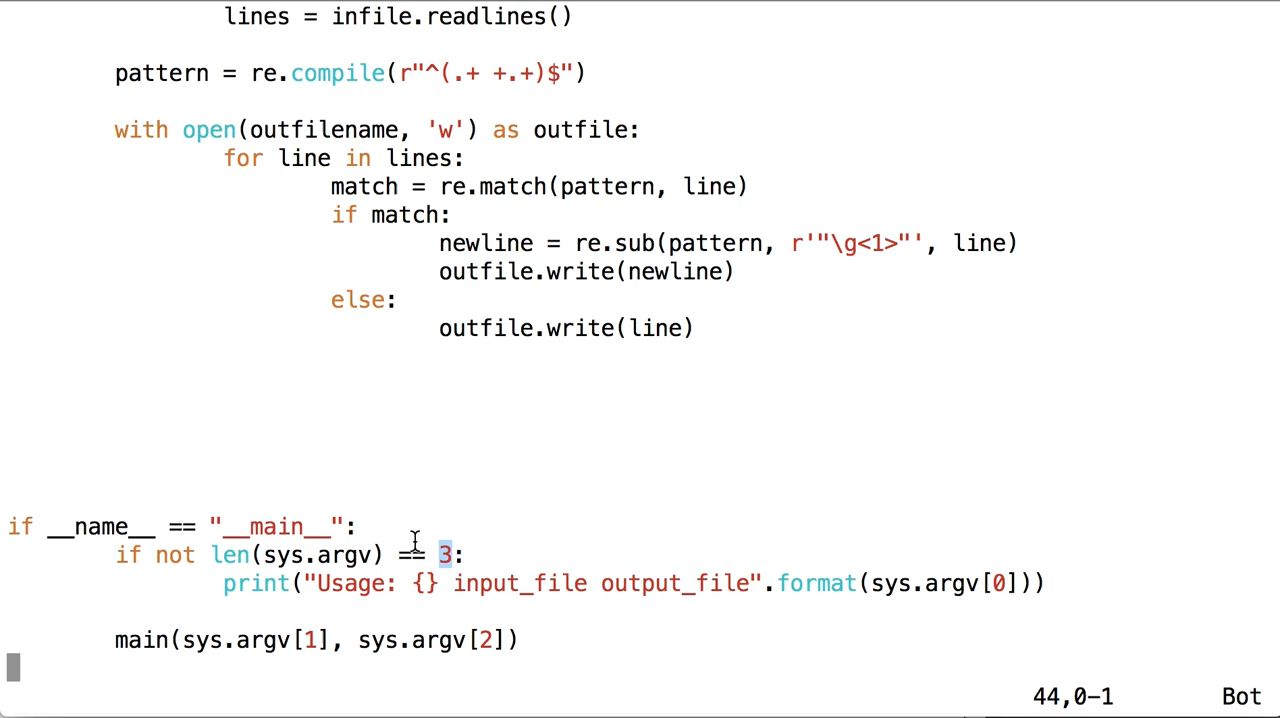 lines = infile.readlines()
pattern = re.compile(r"^(.+ +.+)$")
with open(outfilename, 'w') as outfile:
for line in lines:
match = re.match(pattern, line)
if match:
newline = re.sub(pattern, r'"\g<1>"', line)
outfile.write(newline)
else:
outfile.write(line)
if __name__ == "__main__":
if not len(sys.argv) == 3:
print("Usage: {} input_file output_file".format(sys.argv[0]))
main(sys.argv[1], sys.argv[2])
44,0-1 Bot